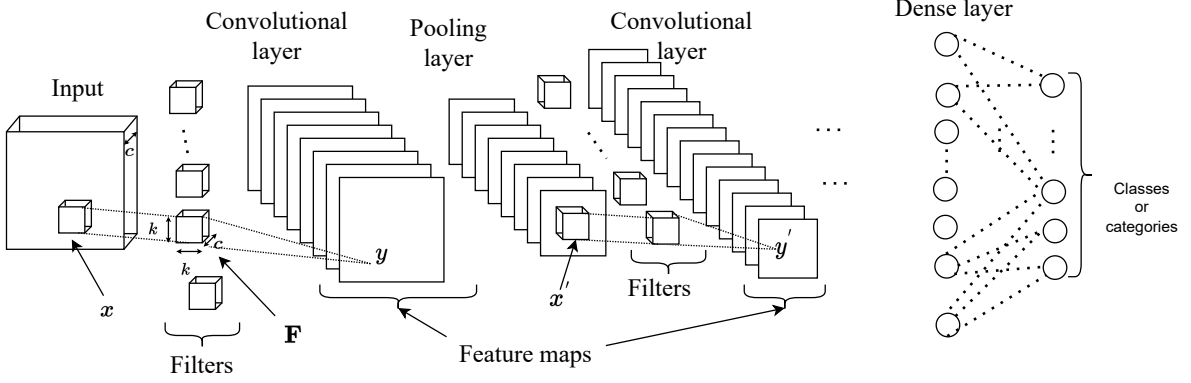 Convolutional
layer
Pooling
layer
Convolutional
layer
Dense layer
Input
c
k
c
k
y
x
F
Filters
x'
y'
Filters
Feature maps
...
...
Classes
or
categories